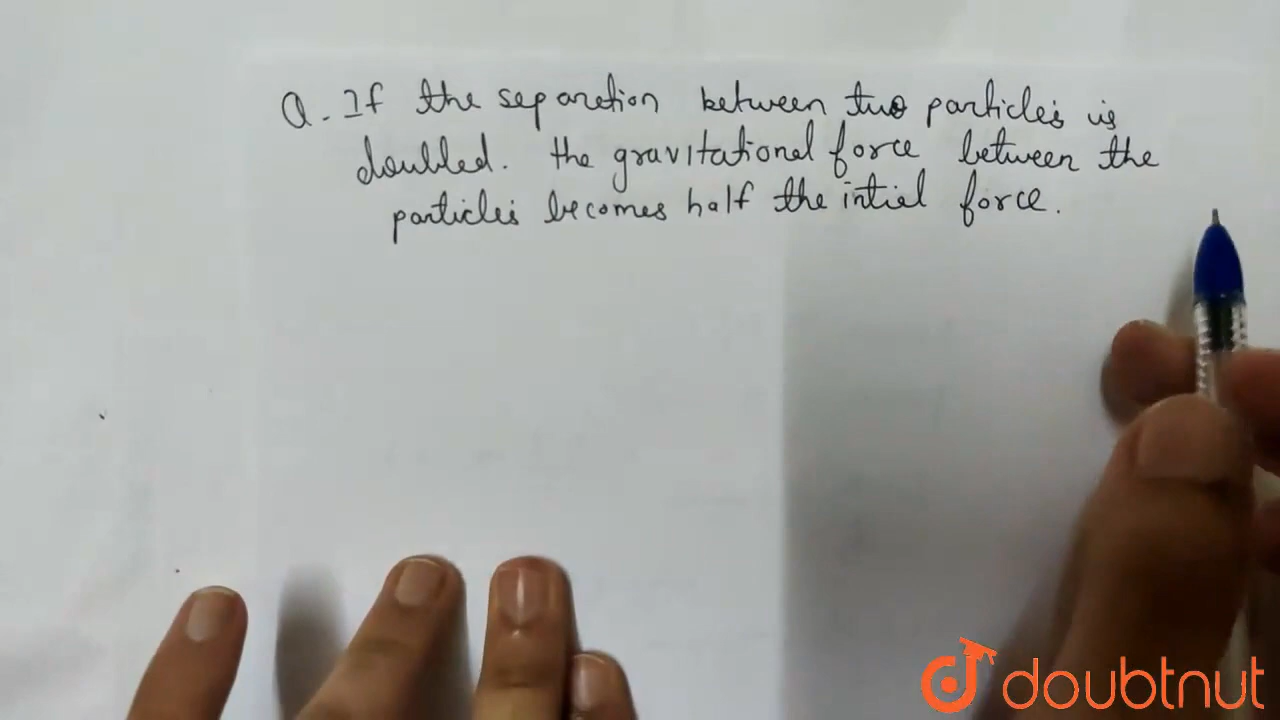 Q. If the separetion between two particles is
doubled. the gravitational force between the
particles becomes half the intial force.
doubtnut